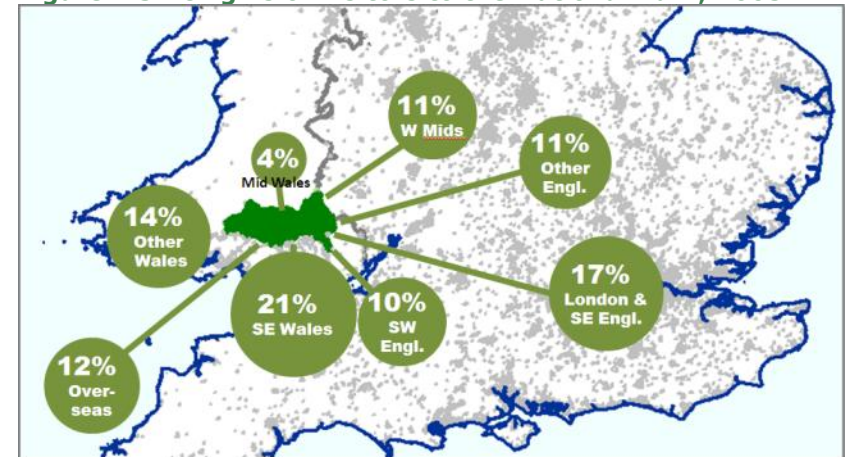 11%
W Mids
11%
Other
Engl.
4%
Mid Wales
14%
Other
Wales
17%
London &
SE Engl.
21%
SE Wales
10%
SW
Engl.
12%
Over-
seas